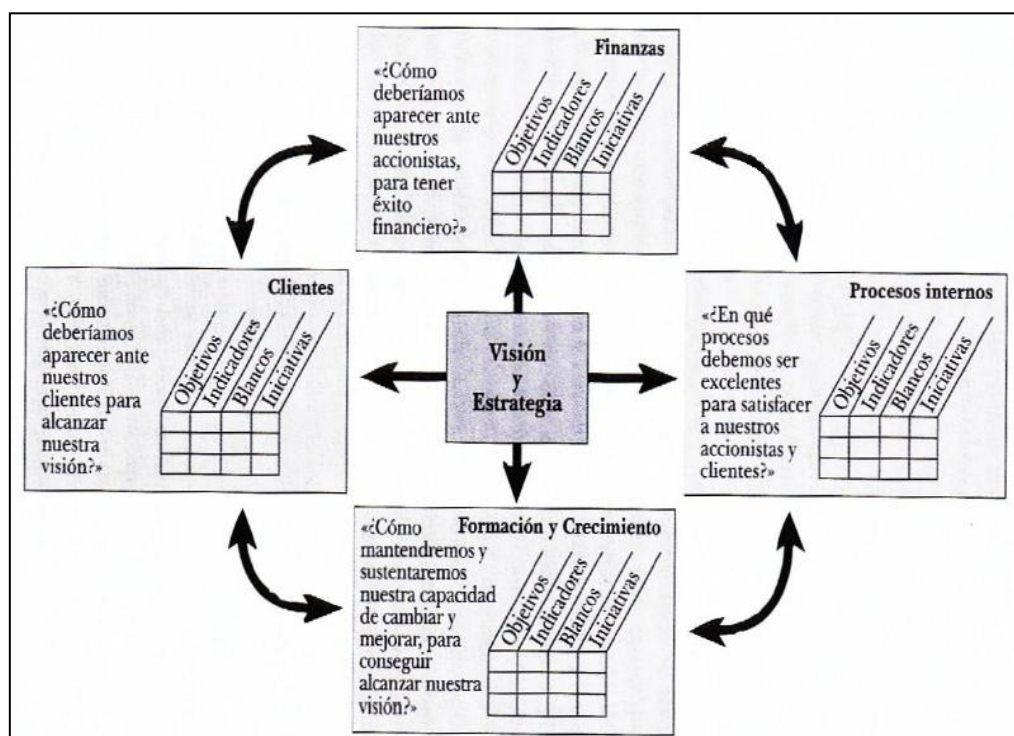 Finanzas
«¿Cómo
deberíamos
aparecer ante
nuestros
accionistas,
para tener
éxito
financiero?»
Objetivos
Indicadores
Blancos
Iniciativas
Clientes
«¿Cómo
deberíamos
aparecer ante
nuestros
clientes para
alcanzar
nuestra
visión?»
Objetivos
Indicadores
Blancos
Iniciativas
Visión
y
Estrategia
Procesos internos
«¿En qué
procesos
debemos ser
excelentes
para satisfacer
a nuestros
accionistas y
clientes?»
Objetivos
Indicadores
Blancos
Iniciativas
Formación y Crecimiento
«¿Cómo
mantendremos y
sustentaremos
nuestra capacidad
de cambiar y
mejorar, para
conseguir
alcanzar nuestra
visión?»
Objetivos
Indicadores
Blancos
Iniciativas